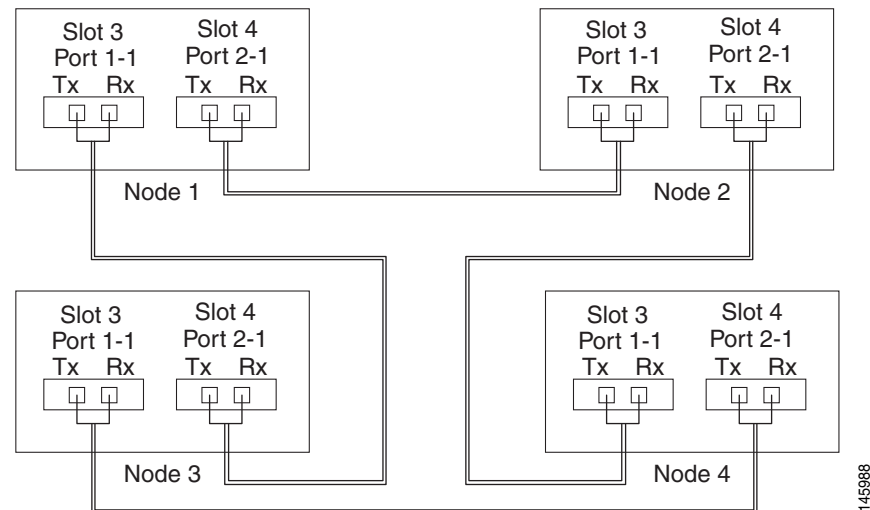 Slot 3
Port 1-1
Tx Rx
Slot 4
Port 2-1
Tx Rx
Node 1
Slot 3
Port 1-1
Tx Rx
Slot 4
Port 2-1
Tx Rx
Node 2
Slot 3
Port 1-1
Tx Rx
Slot 4
Port 2-1
Tx Rx
Node 3
Slot 3
Port 1-1
Tx Rx
Slot 4
Port 2-1
Tx Rx
Node 4
145988